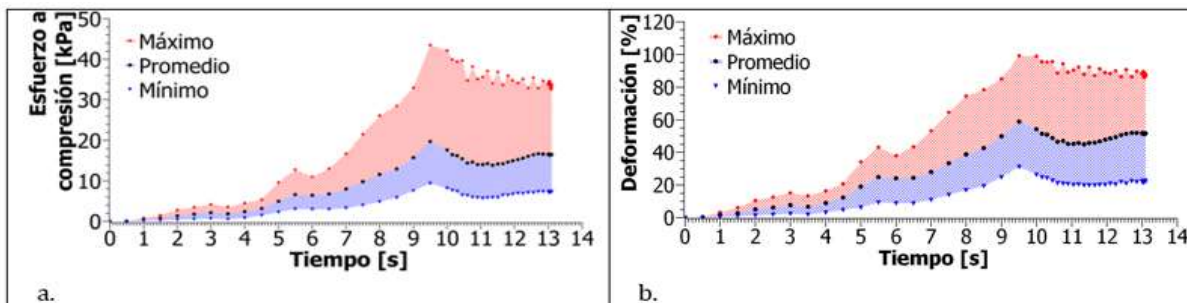 Esfuerzo a
compresión [kPa]
50
40
30
20
10
0
Máximo
Promedio
Mínimo
0 1 2 3 4 5 6 7 8 9 10 11 12 13 14
Tiempo [s]
a.
Deformación [%]
120
100
80
60
40
20
0
Máximo
Promedio
Mínimo
0 1 2 3 4 5 6 7 8 9 10 11 12 13 14
Tiempo [s]
b.